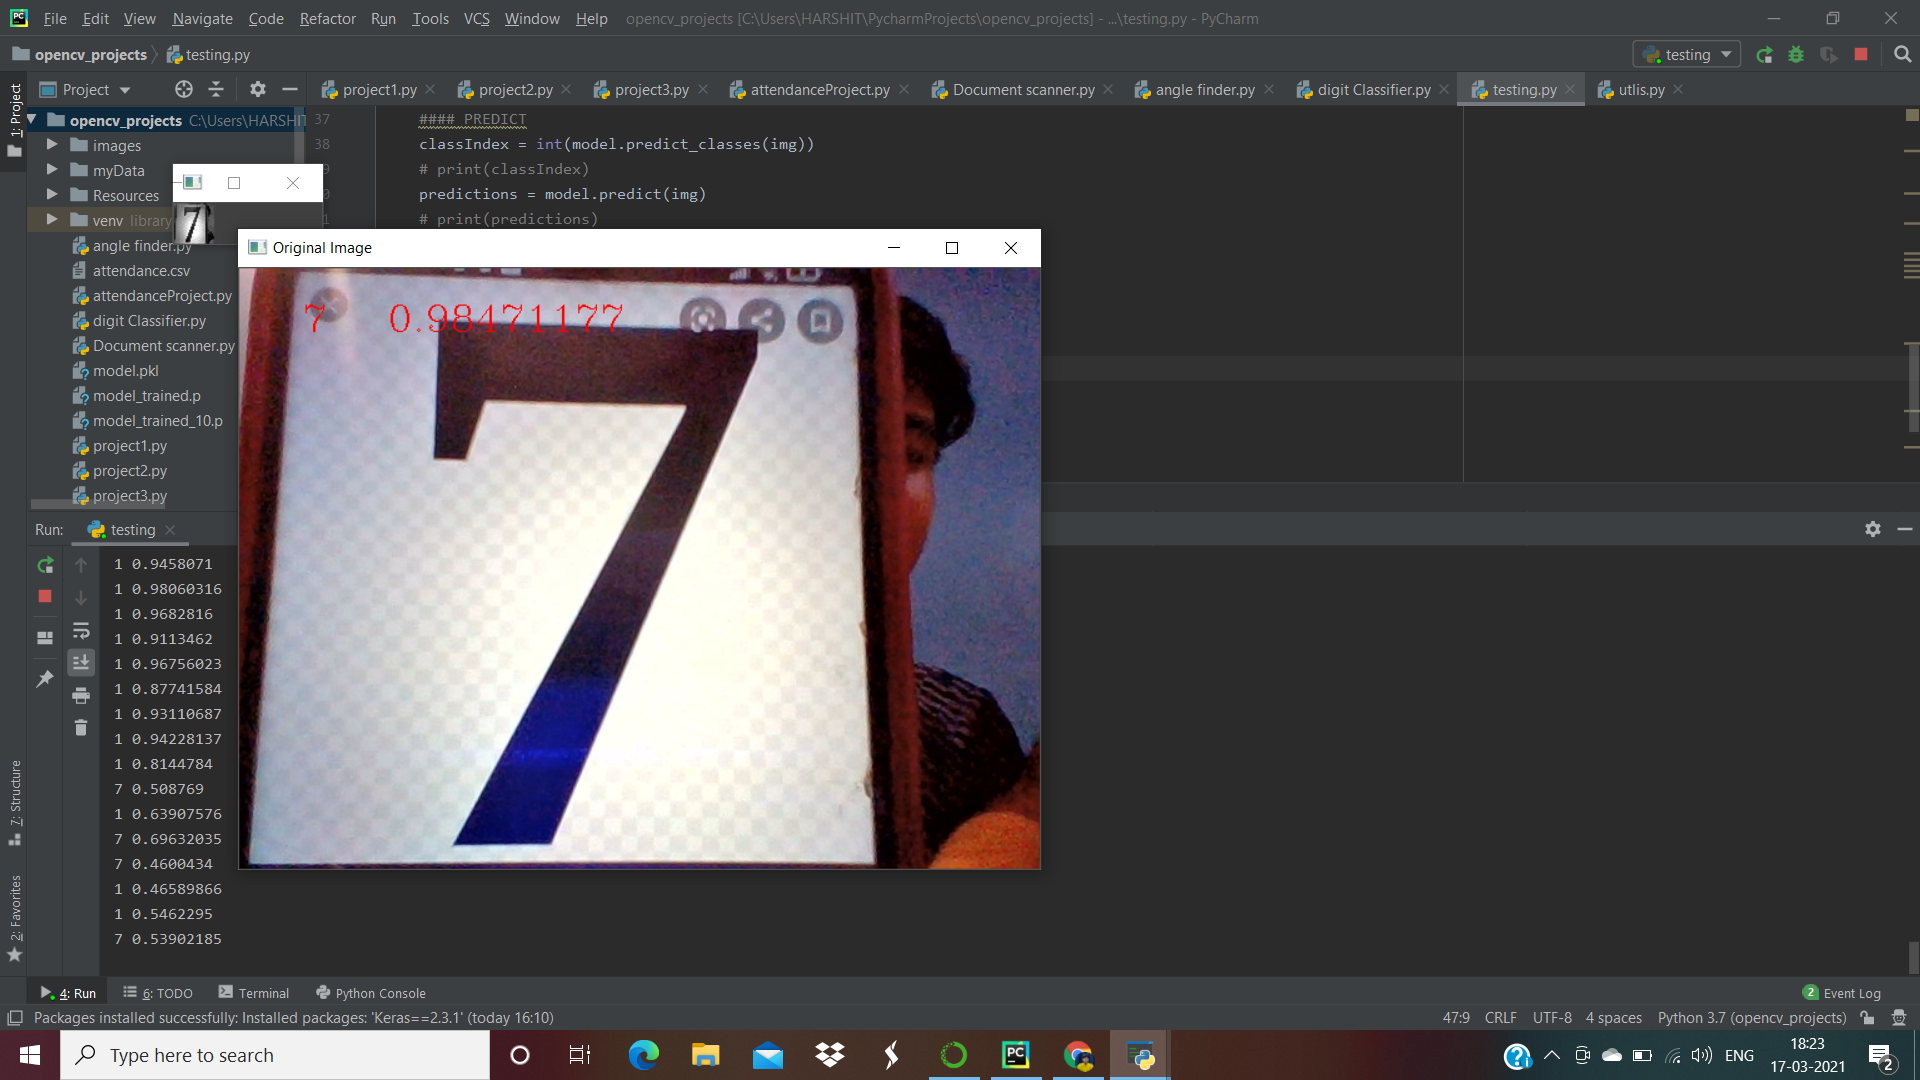 File Edit View Navigate Code Refactor Run Tools VCS Window Help opencv_projects [C:\Users\HARSHIT\PycharmProjects\opencv_projects] - ...\testing.py - PyCharm
opencv_projects testing.py testing
Project project1.py project2.py project3.py attendanceProject.py Document scanner.py angle finder.py digit Classifier.py testing.py utlis.py
1: Project
opencv_projects C:\Users\HARSHIT
images
myData
Resources
venv library
angle finder.py
attendance.csv
attendanceProject.py
digit Classifier.py
Document scanner.py
model.pkl
model_trained.p
model_trained_10.p
project1.py
project2.py
project3.py
37 #### PREDICT
38 classIndex = int(model.predict_classes(img))
# print(classIndex)
predictions = model.predict(img)
# print(predictions)
7
Original Image
7 0.98471177
7
Run: testing
1 0.9458071
1 0.98060316
1 0.9682816
1 0.9113462
1 0.96756023
1 0.87741584
1 0.93110687
1 0.94228137
1 0.8144784
7 0.508769
1 0.63907576
7 0.69632035
7 0.4600434
1 0.46589866
1 0.5462295
7 0.53902185
7: Structure
2: Favorites
4: Run 6: TODO Terminal Python Console 2 Event Log
Packages installed successfully: Installed packages: 'Keras==2.3.1' (today 16:10) 47:9 CRLF UTF-8 4 spaces Python 3.7 (opencv_projects)
Type here to search PC ENG 18:23
17-03-2021 2